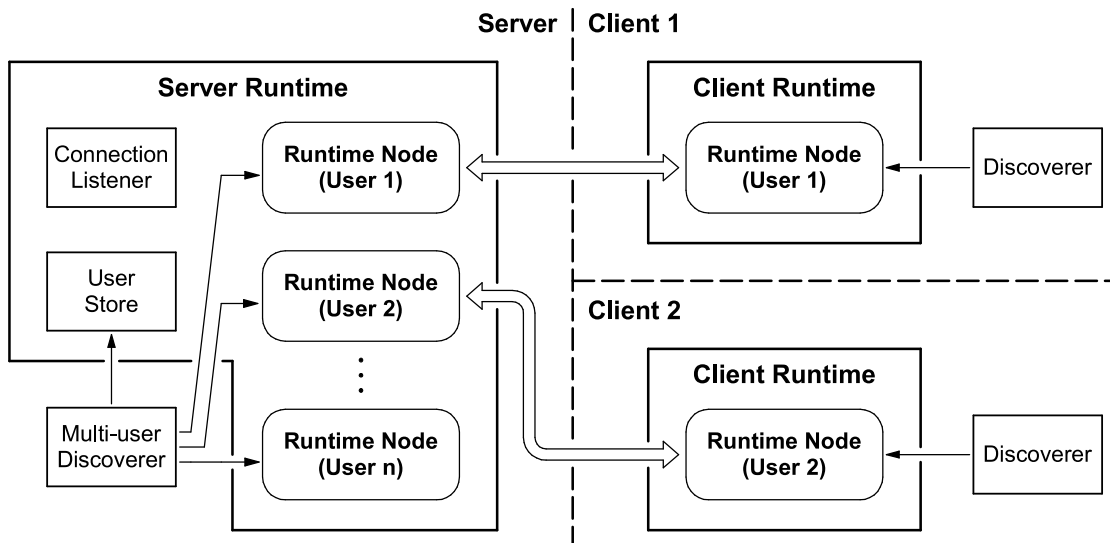 Server
Client 1
Server Runtime
Connection
Listener
Runtime Node
(User 1)
User
Store
Runtime Node
(User 2)
Multi-user
Discoverer
Runtime Node
(User n)
Client Runtime
Runtime Node
(User 1)
Discoverer
Client 2
Client Runtime
Runtime Node
(User 2)
Discoverer